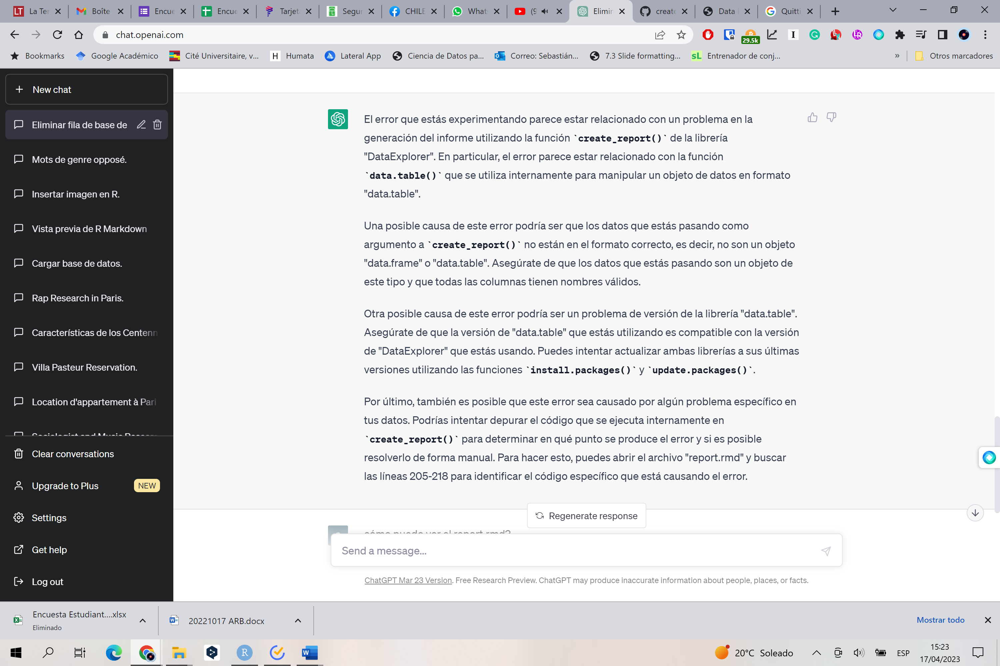 La Ter
Boîte
Encue
Encue
Tarjet
Segur
CHILE
Whats
(9
Elimin
create
Data
Quitti
chat.openai.com
29.5k
Bookmarks
Google Académico
Cité Universitaire, v...
Humata
Lateral App
Ciencia de Datos pa...
Correo: Sebastián...
7.3 Slide formatting...
Entrenador de conj...
»
Otros marcadores
New chat
Eliminar fila de base de
Mots de genre opposé.
Insertar imagen en R.
Vista previa de R Markdown
Cargar base de datos.
Rap Research in Paris.
Características de los Centenn
Villa Pasteur Reservation.
Location d'appartement à Pari
Clear conversations
Upgrade to Plus
NEW
Settings
Get help
Log out
El error que estás experimentando parece estar relacionado con un problema en la
generación del informe utilizando la función `create_report()` de la librería
"DataExplorer". En particular, el error parece estar relacionado con la función
`data.table()` que se utiliza internamente para manipular un objeto de datos en formato
"data.table".
Una posible causa de este error podría ser que los datos que estás pasando como
argumento a `create_report()` no están en el formato correcto, es decir, no son un objeto
"data.frame" o "data.table". Asegúrate de que los datos que estás pasando son un objeto de
este tipo y que todas las columnas tienen nombres válidos.
Otra posible causa de este error podría ser un problema de versión de la librería "data.table".
Asegúrate de que la versión de "data.table" que estás utilizando es compatible con la versión
de "DataExplorer" que estás usando. Puedes intentar actualizar ambas librerías a sus últimas
versiones utilizando las funciones `install.packages()` y `update.packages()`.
Por último, también es posible que este error sea causado por algún problema específico en
tus datos. Podrías intentar depurar el código que se ejecuta internamente en
`create_report()` para determinar en qué punto se produce el error y si es posible
resolverlo de forma manual. Para hacer esto, puedes abrir el archivo "report.rmd" y buscar
las líneas 205-218 para identificar el código específico que está causando el error.
Regenerate response
cómo puedo ver el report.rmd?
Send a message...
ChatGPT Mar 23 Version. Free Research Preview. ChatGPT may produce inaccurate information about people, places, or facts.
Encuesta Estudiant....xlsx
Eliminado
20221017 ARB.docx
Mostrar todo
20°C Soleado
ESP
15:23
17/04/2023